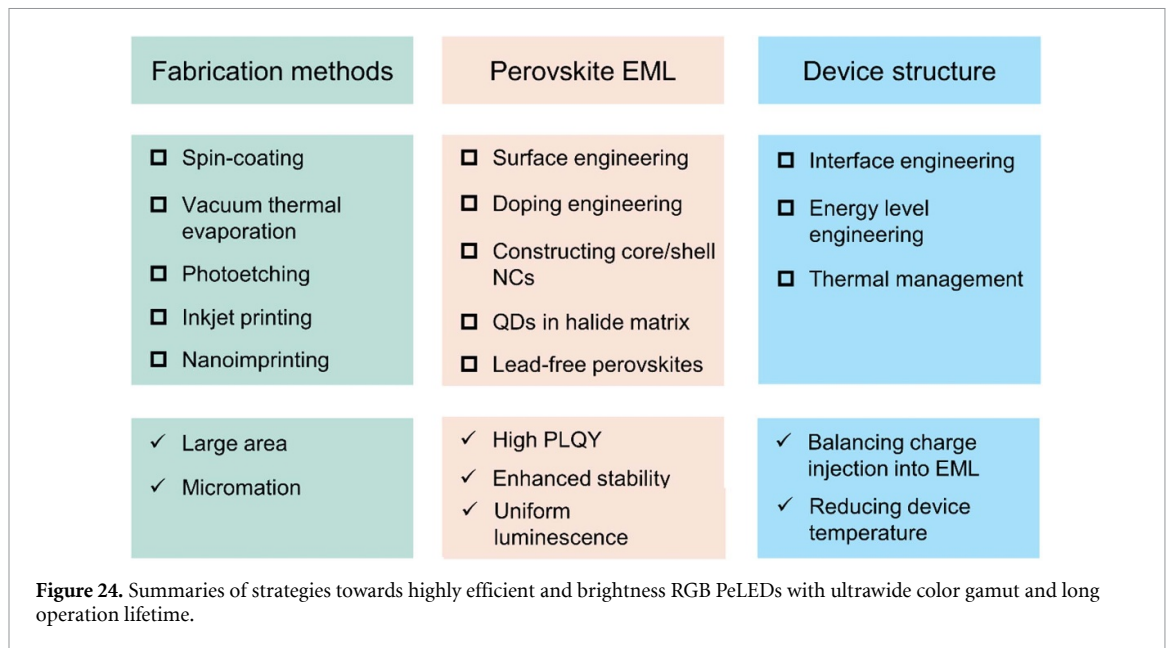 Fabrication methods
Spin-coating
Vacuum thermal
evaporation
Photoetching
Inkjet printing
Nanoimprinting
Large area
Micromation
Perovskite EML
Surface engineering
Doping engineering
Constructing core/shell
NCs
QDs in halide matrix
Lead-free perovskites
High PLQY
Enhanced stability
Uniform
luminescence
Device structure
Interface engineering
Energy level
engineering
Thermal management
Balancing charge
injection into EML
Reducing device
temperature
Figure 24. Summaries of strategies towards highly efficient and brightness RGB PeLEDs with ultrawide color gamut and long
operation lifetime.